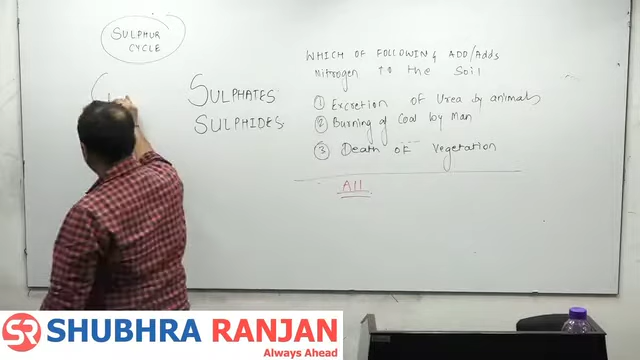 SULPHUR
CYCLE
SULPHATES
SULPHIDES
WHICH OF FOLLOWING ADD/Adds
Nitrogen TO the Soil
① Excretion of Urea by animals
② Burning of Coal by Man
③ Death OF Vegetation
All
SR SHUBHRA RANJAN
Always Ahead